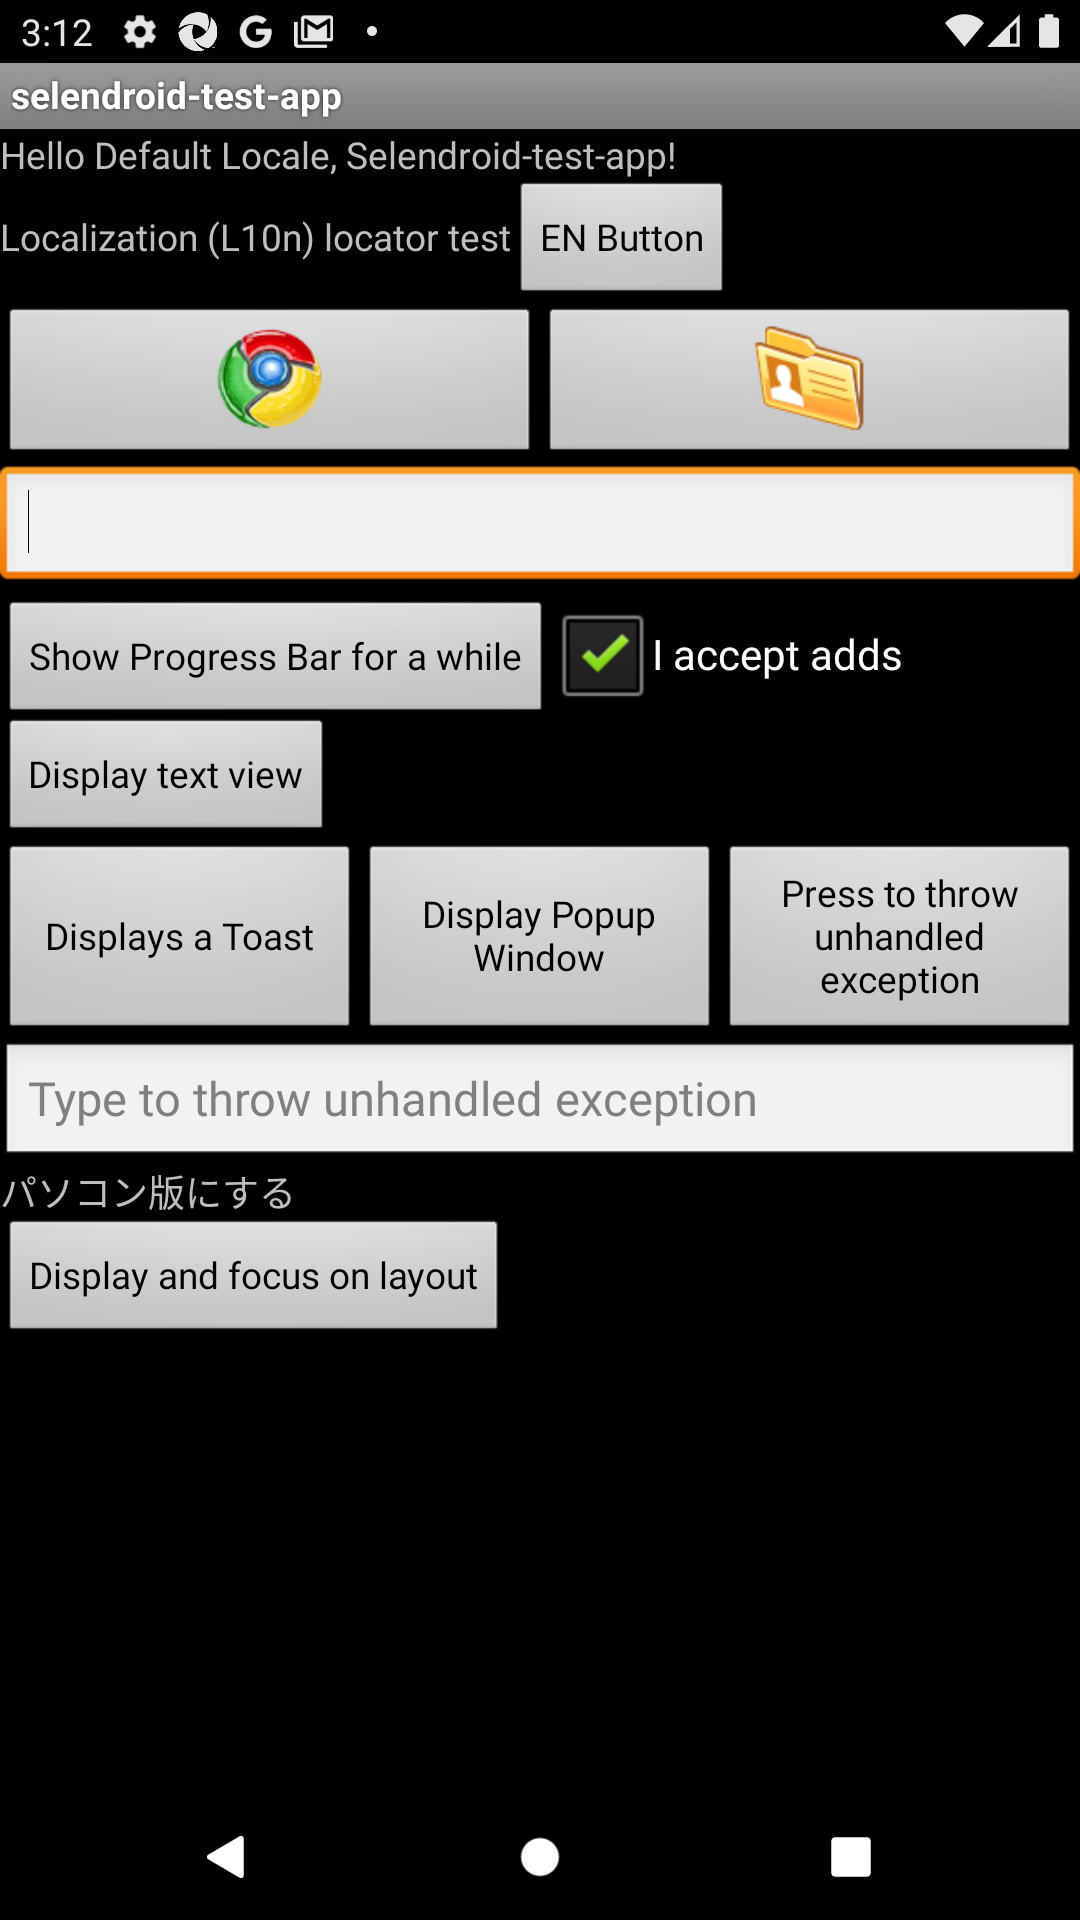 3:12
selendroid-test-app
Hello Default Locale, Selendroid-test-app!
Localization (L10n) locator test
EN Button
Show Progress Bar for a while
I accept adds
Display text view
Displays a Toast
Display Popup
Window
Press to throw
unhandled
exception
Type to throw unhandled exception
パソコン版にする
Display and focus on layout